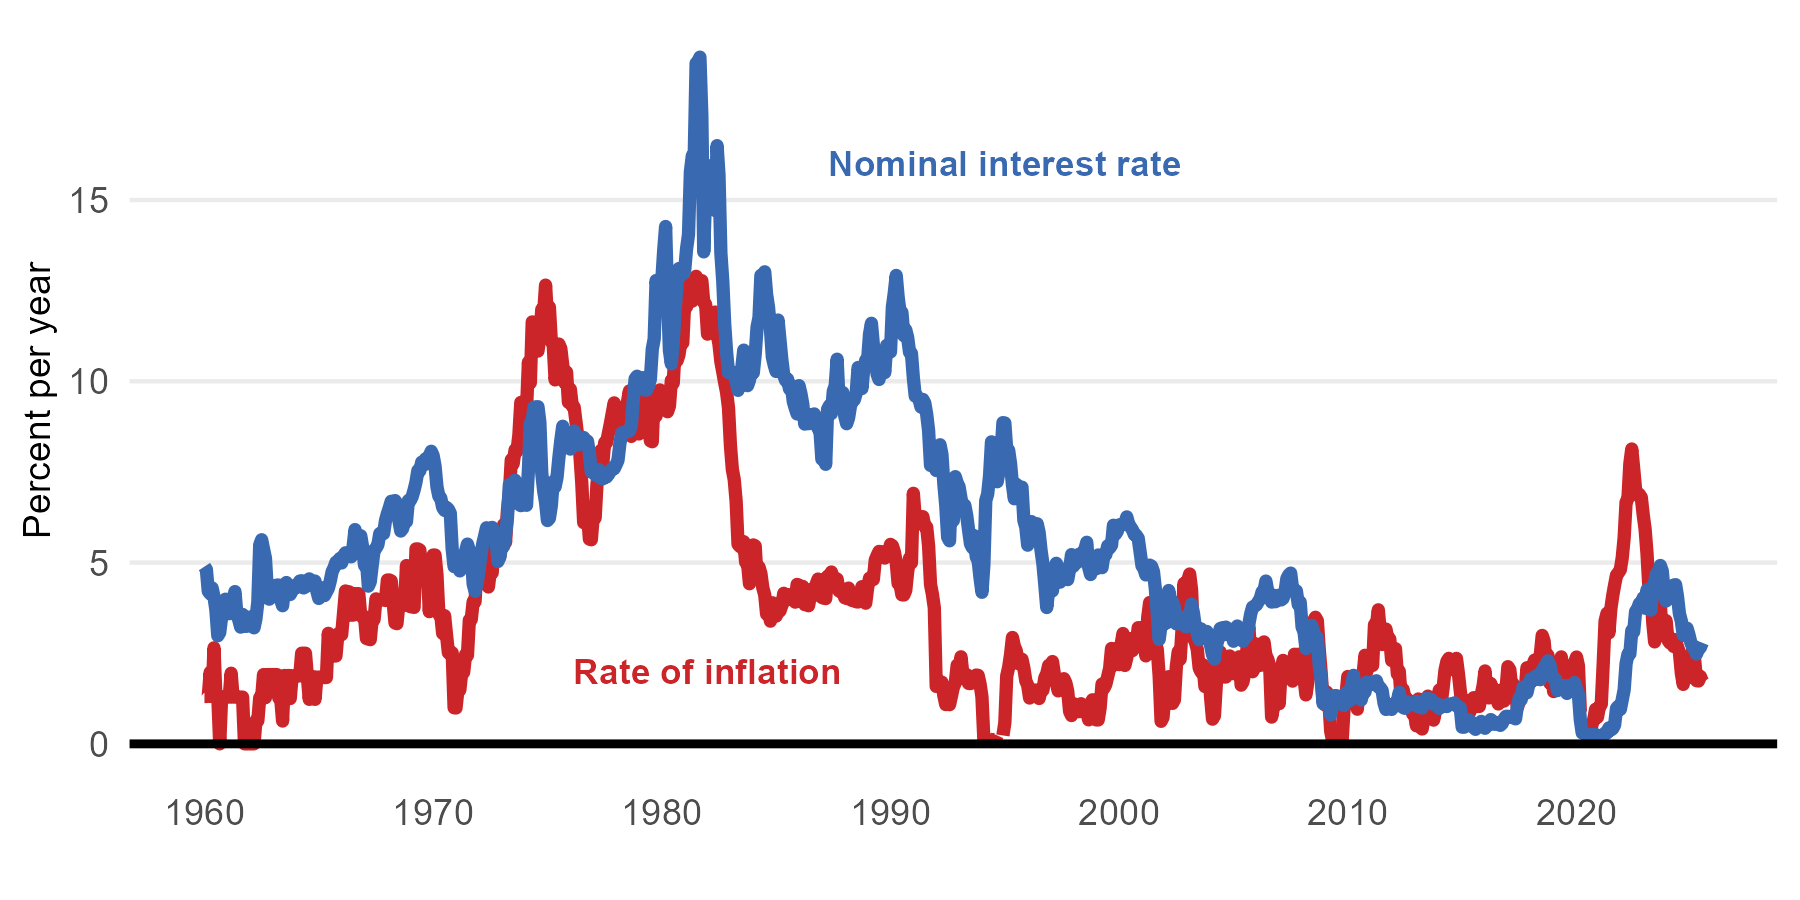 Nominal interest rate
15
Percent per year
10
5
Rate of inflation
0
1960 1970 1980 1990 2000 2010 2020